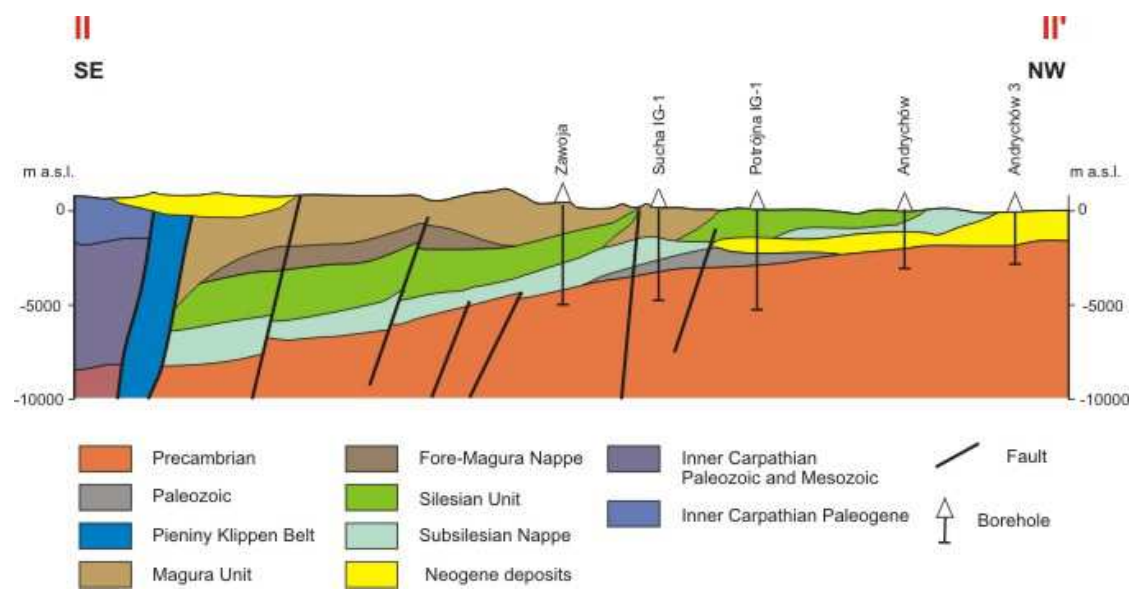 II
II'
SE
NW
Zawoja
Sucha IG-1
Potrójna IG-1
Andrychów
Andrychów 3
m a.s.l.
m a.s.l.
0
0
-5000
-5000
-10000
-10000
Precambrian
Paleozoic
Pieniny Klippen Belt
Magura Unit
Fore-Magura Nappe
Silesian Unit
Subsilesian Nappe
Neogene deposits
Inner Carpathian
Paleozoic and Mesozoic
Inner Carpathian Paleogene
Fault
Borehole